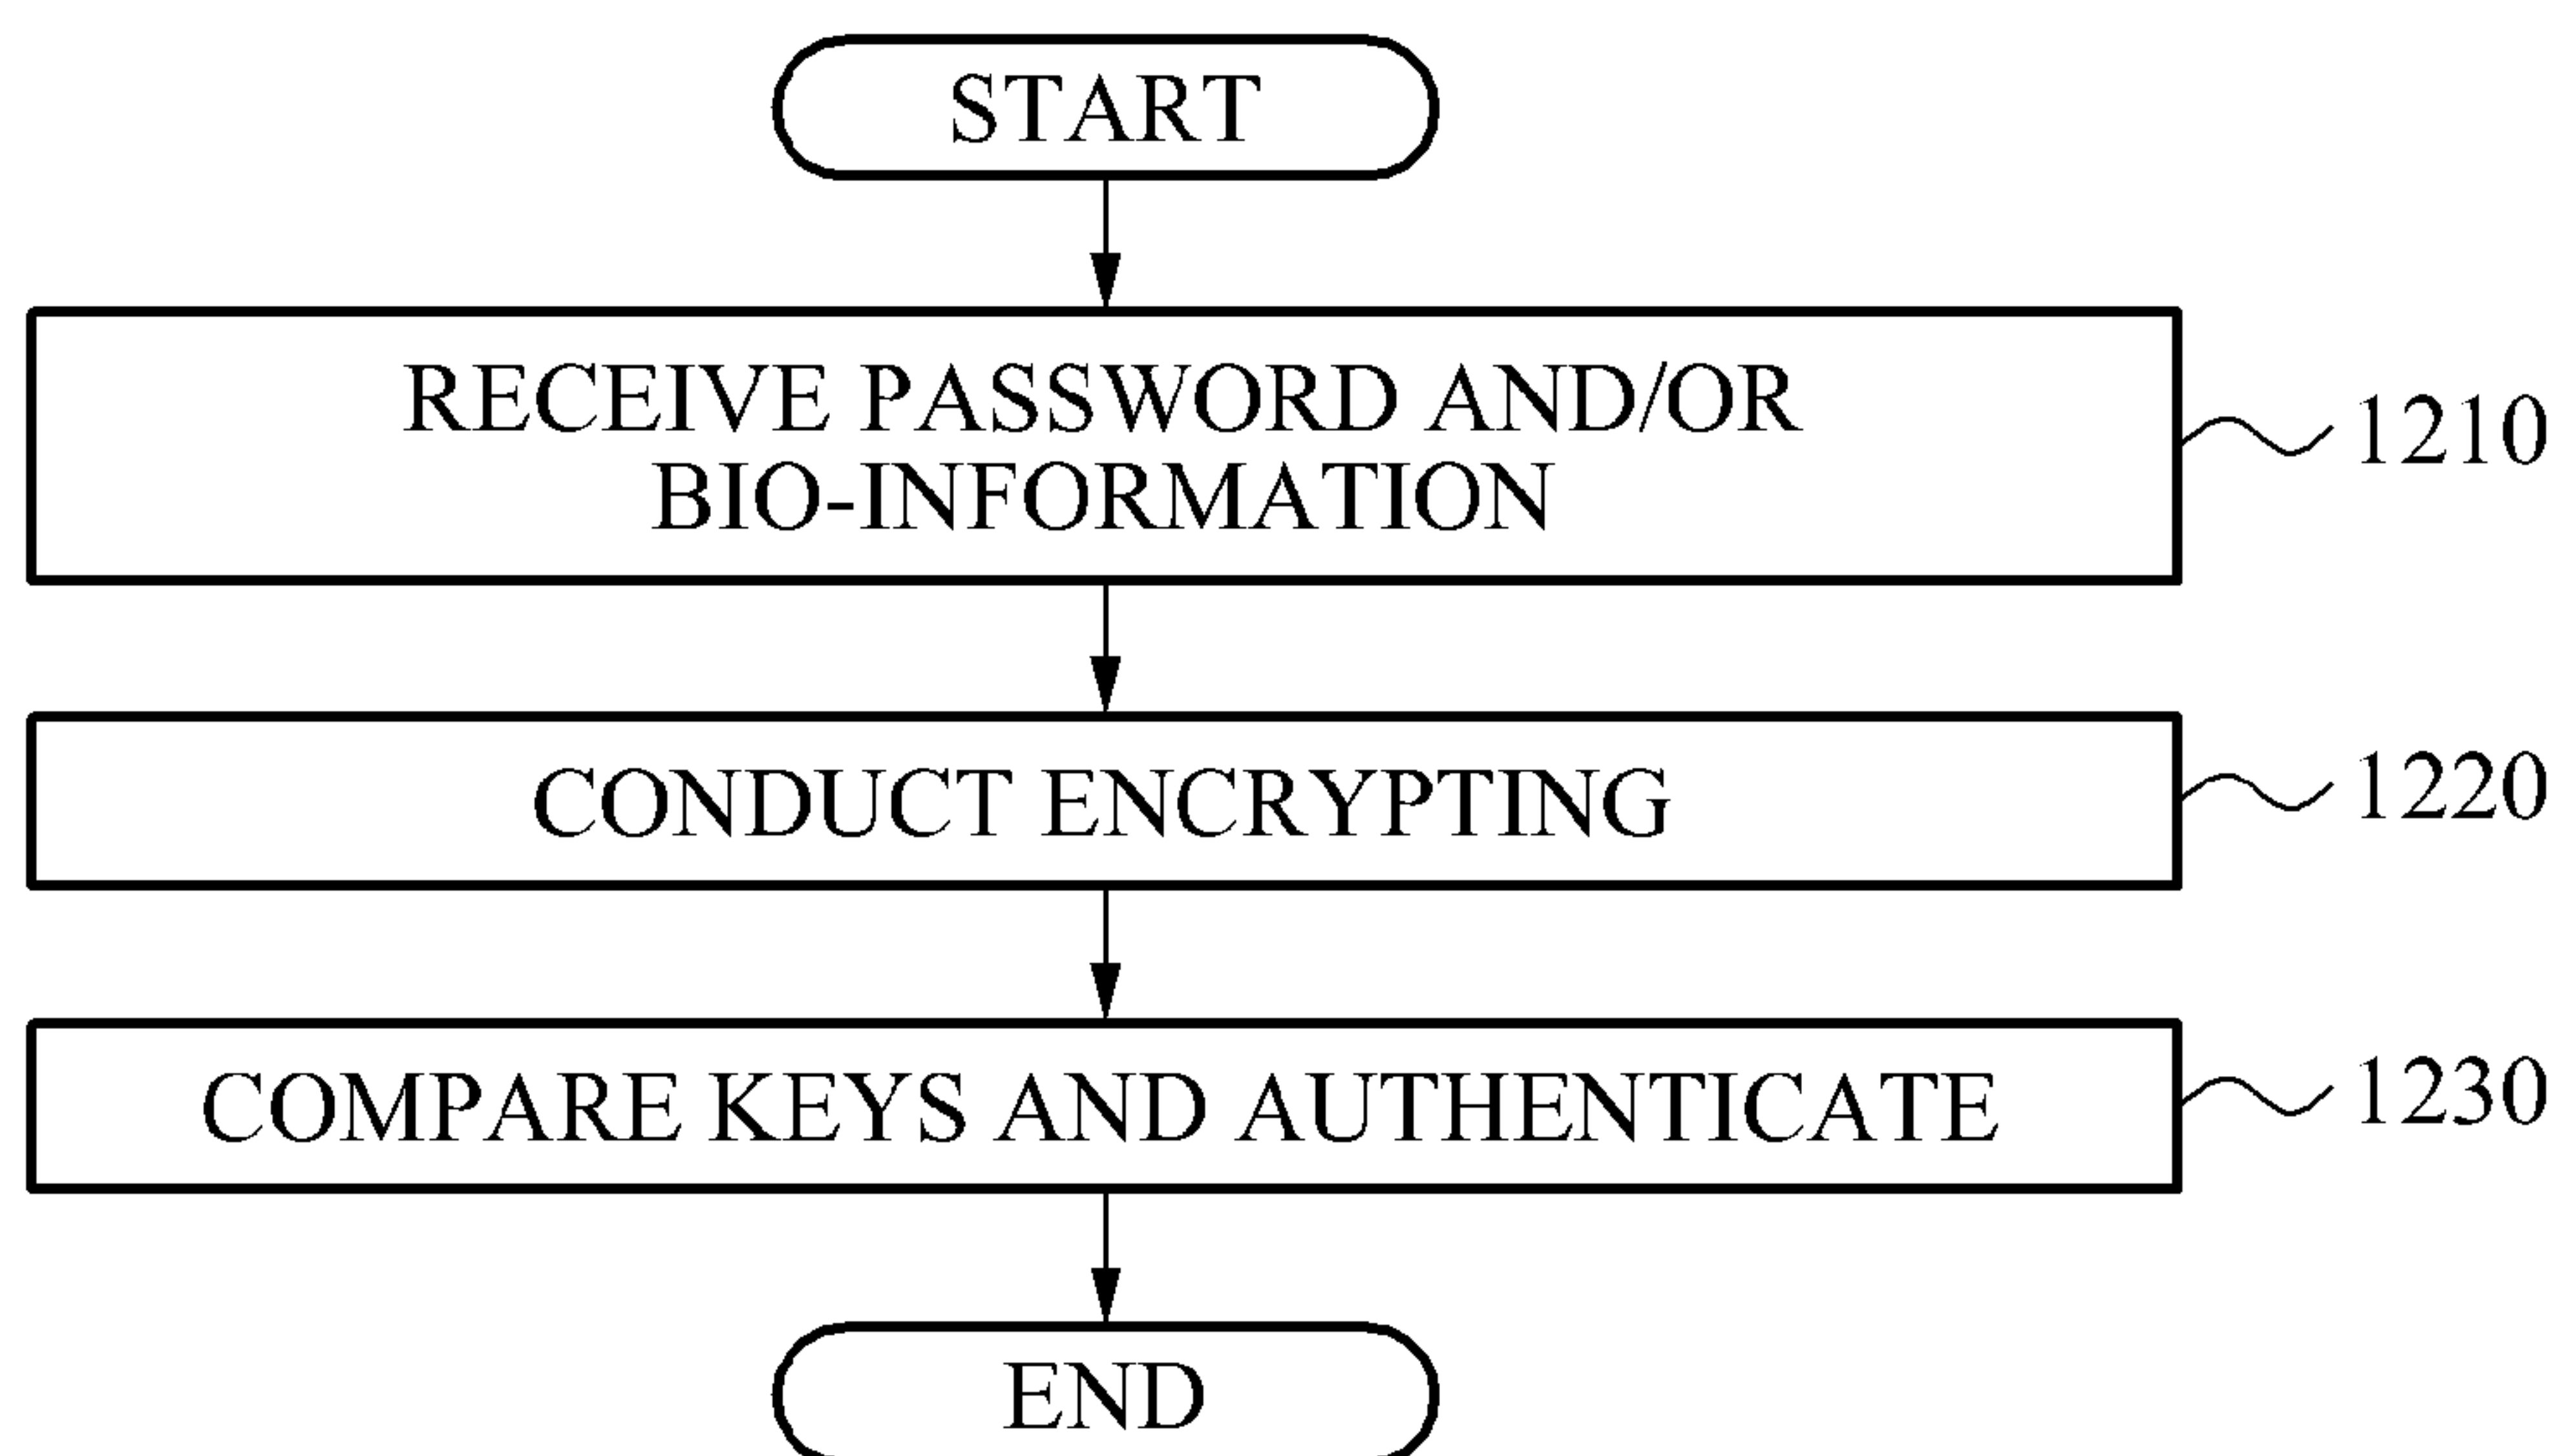 START
RECEIVE PASSWORD AND/OR
BIO-INFORMATION
1210
CONDUCT ENCRYPTING
1220
COMPARE KEYS AND AUTHENTICATE
1230
END